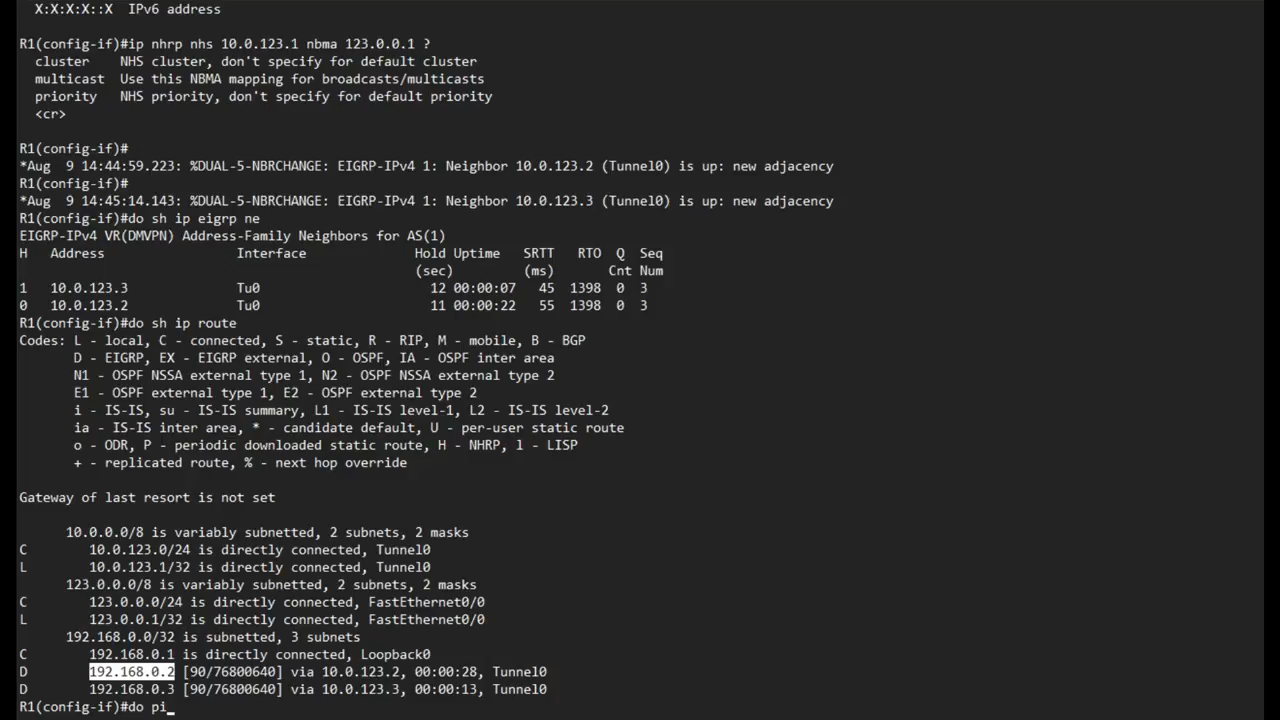 X:X:X:X::X  IPv6 address
R1(config-if)#ip nhrp nhs 10.0.123.1 nbma 123.0.0.1 ?
cluster    NHS cluster, don't specify for default cluster
multicast  Use this NBMA mapping for broadcasts/multicasts
priority   NHS priority, don't specify for default priority
<cr>
R1(config-if)#
*Aug  9 14:44:59.223: %DUAL-5-NBRCHANGE: EIGRP-IPv4 1: Neighbor 10.0.123.2 (Tunnel0) is up: new adjacency
R1(config-if)#
*Aug  9 14:45:14.143: %DUAL-5-NBRCHANGE: EIGRP-IPv4 1: Neighbor 10.0.123.3 (Tunnel0) is up: new adjacency
R1(config-if)#do sh ip eigrp ne
EIGRP-IPv4 VR(DMVPN) Address-Family Neighbors for AS(1)
H   Address                 Interface              Hold Uptime   SRTT   RTO  Q  Seq
(sec)         (ms)       Cnt Num
1   10.0.123.3              Tu0                      12 00:00:07   45  1398  0  3
0   10.0.123.2              Tu0                      11 00:00:22   55  1398  0  3
R1(config-if)#do sh ip route
Codes: L - local, C - connected, S - static, R - RIP, M - mobile, B - BGP
D - EIGRP, EX - EIGRP external, O - OSPF, IA - OSPF inter area
N1 - OSPF NSSA external type 1, N2 - OSPF NSSA external type 2
E1 - OSPF external type 1, E2 - OSPF external type 2
i - IS-IS, su - IS-IS summary, L1 - IS-IS level-1, L2 - IS-IS level-2
ia - IS-IS inter area, * - candidate default, U - per-user static route
o - ODR, P - periodic downloaded static route, H - NHRP, l - LISP
+ - replicated route, % - next hop override
Gateway of last resort is not set
10.0.0.0/8 is variably subnetted, 2 subnets, 2 masks
C        10.0.123.0/24 is directly connected, Tunnel0
L        10.0.123.1/32 is directly connected, Tunnel0
123.0.0.0/8 is variably subnetted, 2 subnets, 2 masks
C        123.0.0.0/24 is directly connected, FastEthernet0/0
L        123.0.0.1/32 is directly connected, FastEthernet0/0
192.168.0.0/32 is subnetted, 3 subnets
C        192.168.0.1 is directly connected, Loopback0
D        192.168.0.2 [90/76800640] via 10.0.123.2, 00:00:28, Tunnel0
D        192.168.0.3 [90/76800640] via 10.0.123.3, 00:00:13, Tunnel0
R1(config-if)#do pi_